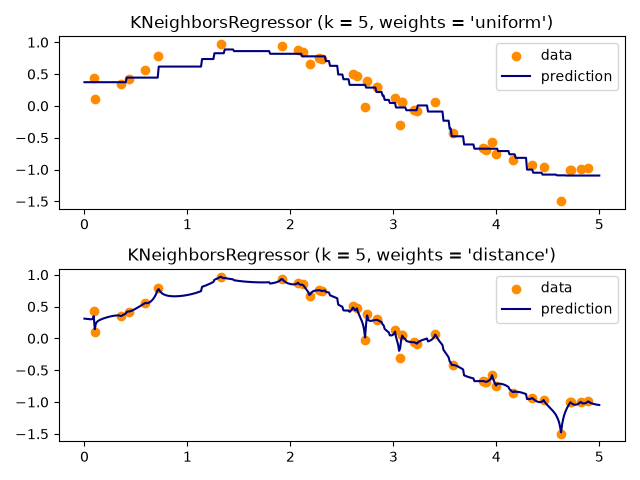 KNeighborsRegressor (k = 5, weights = 'uniform')
1.0
0.5
0.0
−0.5
−1.0
−1.5
data
prediction
0 1 2 3 4 5
KNeighborsRegressor (k = 5, weights = 'distance')
1.0
0.5
0.0
−0.5
−1.0
−1.5
data
prediction
0 1 2 3 4 5